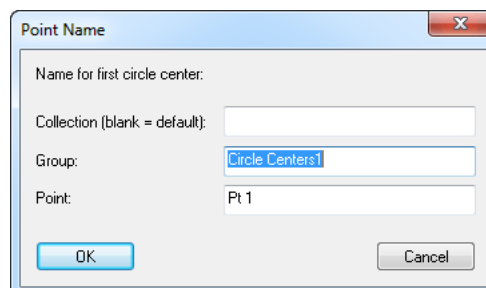 Point Name
Name for first circle center:
Collection (blank = default):
Group: Circle Centers1
Point: Pt 1
OK Cancel